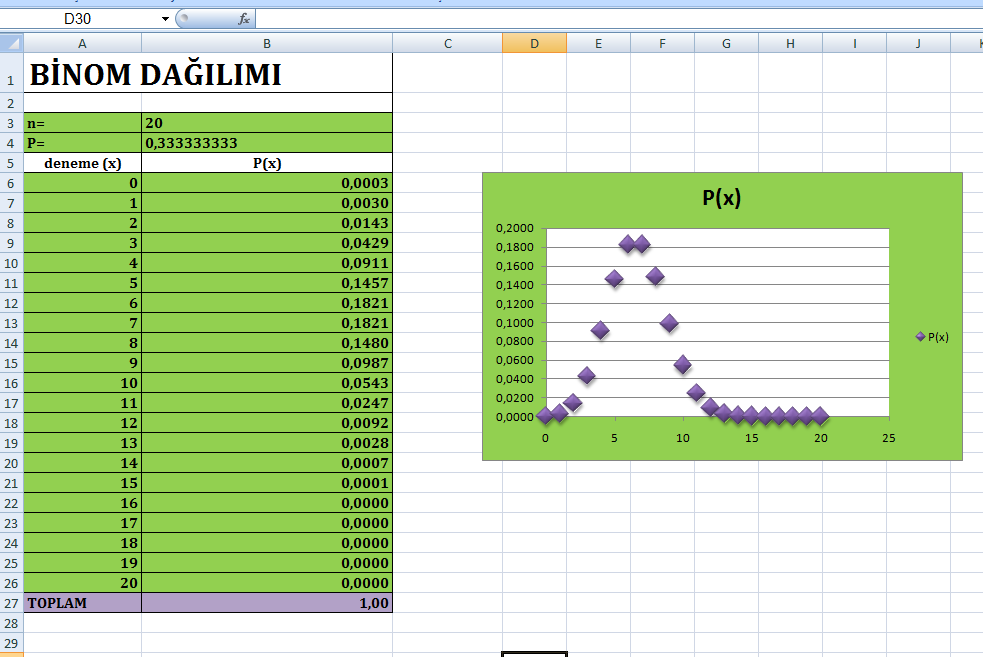 D30 fx
A B C D E F G H I J K
1 BİNOM DAĞILIMI
2
3 n= 20
4 P= 0,333333333
5 deneme (x) P(x)
6 0 0,0003
7 1 0,0030
8 2 0,0143
9 3 0,0429
10 4 0,0911
11 5 0,1457
12 6 0,1821
13 7 0,1821
14 8 0,1480
15 9 0,0987
16 10 0,0543
17 11 0,0247
18 12 0,0092
19 13 0,0028
20 14 0,0007
21 15 0,0001
22 16 0,0000
23 17 0,0000
24 18 0,0000
25 19 0,0000
26 20 0,0000
27 TOPLAM 1,00
28
29
P(x)
0,2000
0,1800
0,1600
0,1400
0,1200
0,1000
0,0800
0,0600
0,0400
0,0200
0,0000
0 5 10 15 20 25
P(x)